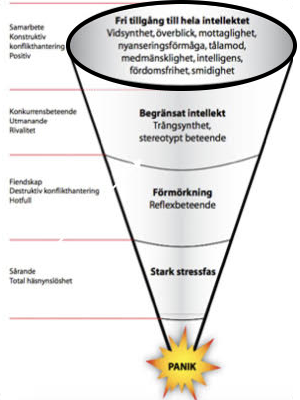 Samarbete
Konstruktiv
konflikthantering
Positiv
Fri tillgång till hela intellektet
Vidsynthet, överblick, mottaglighet,
nyanseringsförmåga, tålamod,
medmänsklighet, intelligens,
fördomsfrihet, smidighet
Konkurrensbeteende
Utmanande
Rivalitet
Begränsat intellekt
Trångsynthet,
stereotypt beteende
Fiendskap
Destruktiv konflikthantering
Hotfull
Förmörkning
Reflexbeteende
Sårande
Total häsnynslöshet
Stark stressfas
PANIK